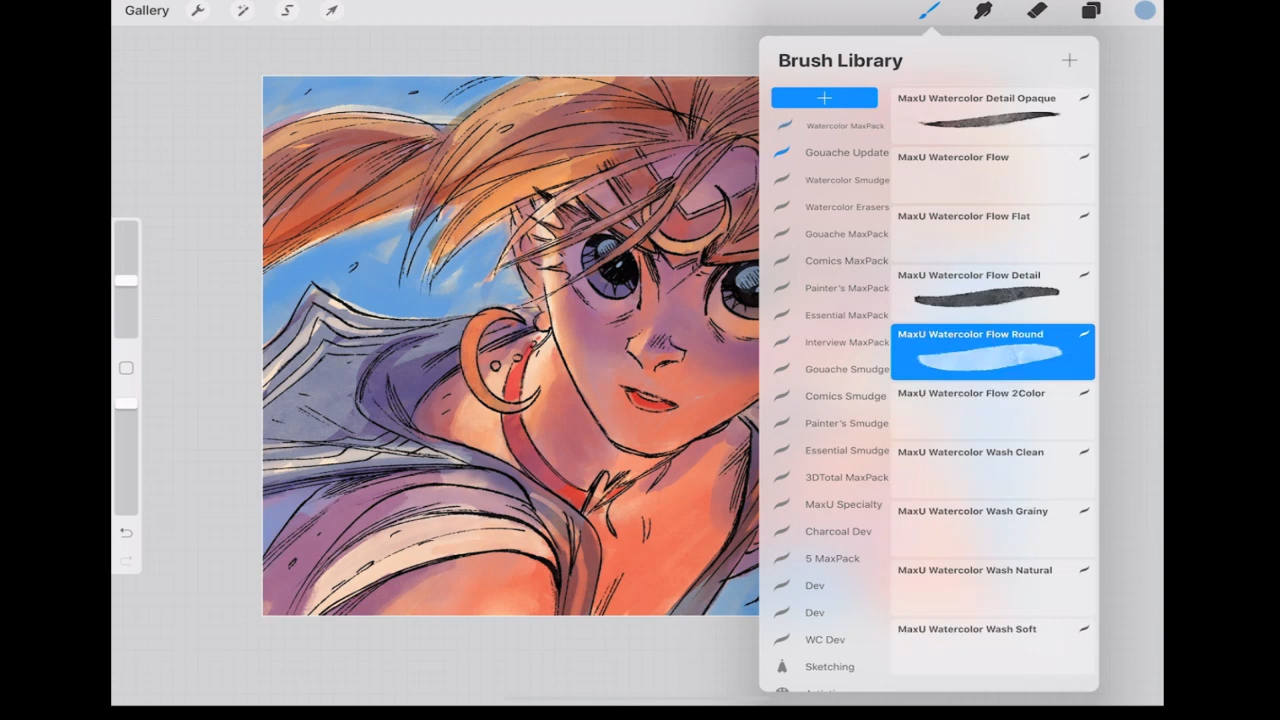 Gallery
Brush Library
MaxU Watercolor Detail Opaque
Watercolor MaxPack
Gouache Update
MaxU Watercolor Flow
Watercolor Smudge
Watercolor Erasers
MaxU Watercolor Flow Flat
Gouache MaxPack
Comics MaxPack
MaxU Watercolor Flow Detail
Painter's MaxPack
Essential MaxPack
MaxU Watercolor Flow Round
Interview MaxPack
Gouache Smudge
MaxU Watercolor Flow 2Color
Comics Smudge
Painter's Smudge
Essential Smudge
MaxU Watercolor Wash Clean
3DTotal MaxPack
MaxU Specialty
MaxU Watercolor Wash Grainy
Charcoal Dev
5 MaxPack
MaxU Watercolor Wash Natural
Dev
Dev
MaxU Watercolor Wash Soft
WC Dev
Sketching